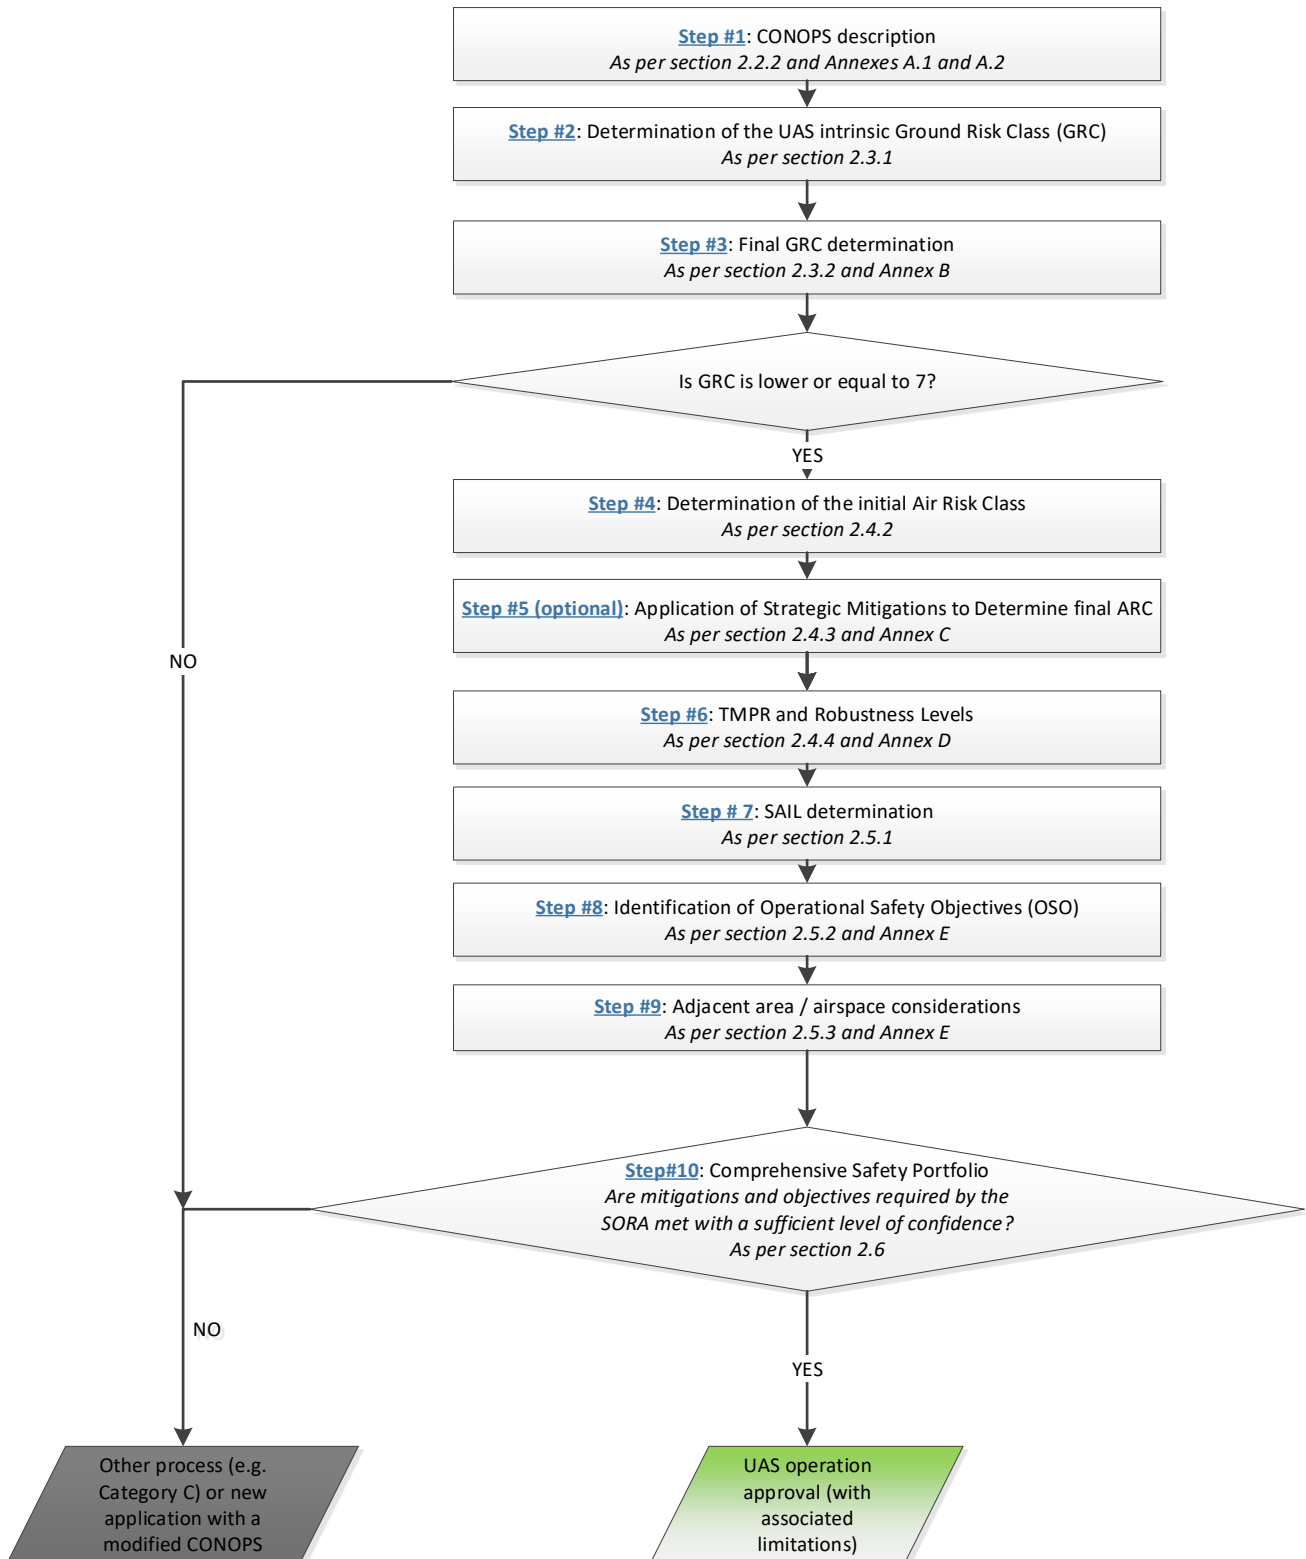 Step #1: CONOPS description
As per section 2.2.2 and Annexes A.1 and A.2
Step #2: Determination of the UAS intrinsic Ground Risk Class (GRC)
As per section 2.3.1
Step #3: Final GRC determination
As per section 2.3.2 and Annex B
Is GRC is lower or equal to 7?
YES
Step #4: Determination of the initial Air Risk Class
As per section 2.4.2
Step #5 (optional): Application of Strategic Mitigations to Determine final ARC
As per section 2.4.3 and Annex C
NO
Step #6: TMPR and Robustness Levels
As per section 2.4.4 and Annex D
Step # 7: SAIL determination
As per section 2.5.1
Step #8: Identification of Operational Safety Objectives (OSO)
As per section 2.5.2 and Annex E
Step #9: Adjacent area / airspace considerations
As per section 2.5.3 and Annex E
Step#10: Comprehensive Safety Portfolio
Are mitigations and objectives required by the
SORA met with a sufficient level of confidence?
As per section 2.6
NO
YES
Other process (e.g.
Category C) or new
application with a
modified CONOPS
UAS operation
approval (with
associated
limitations)